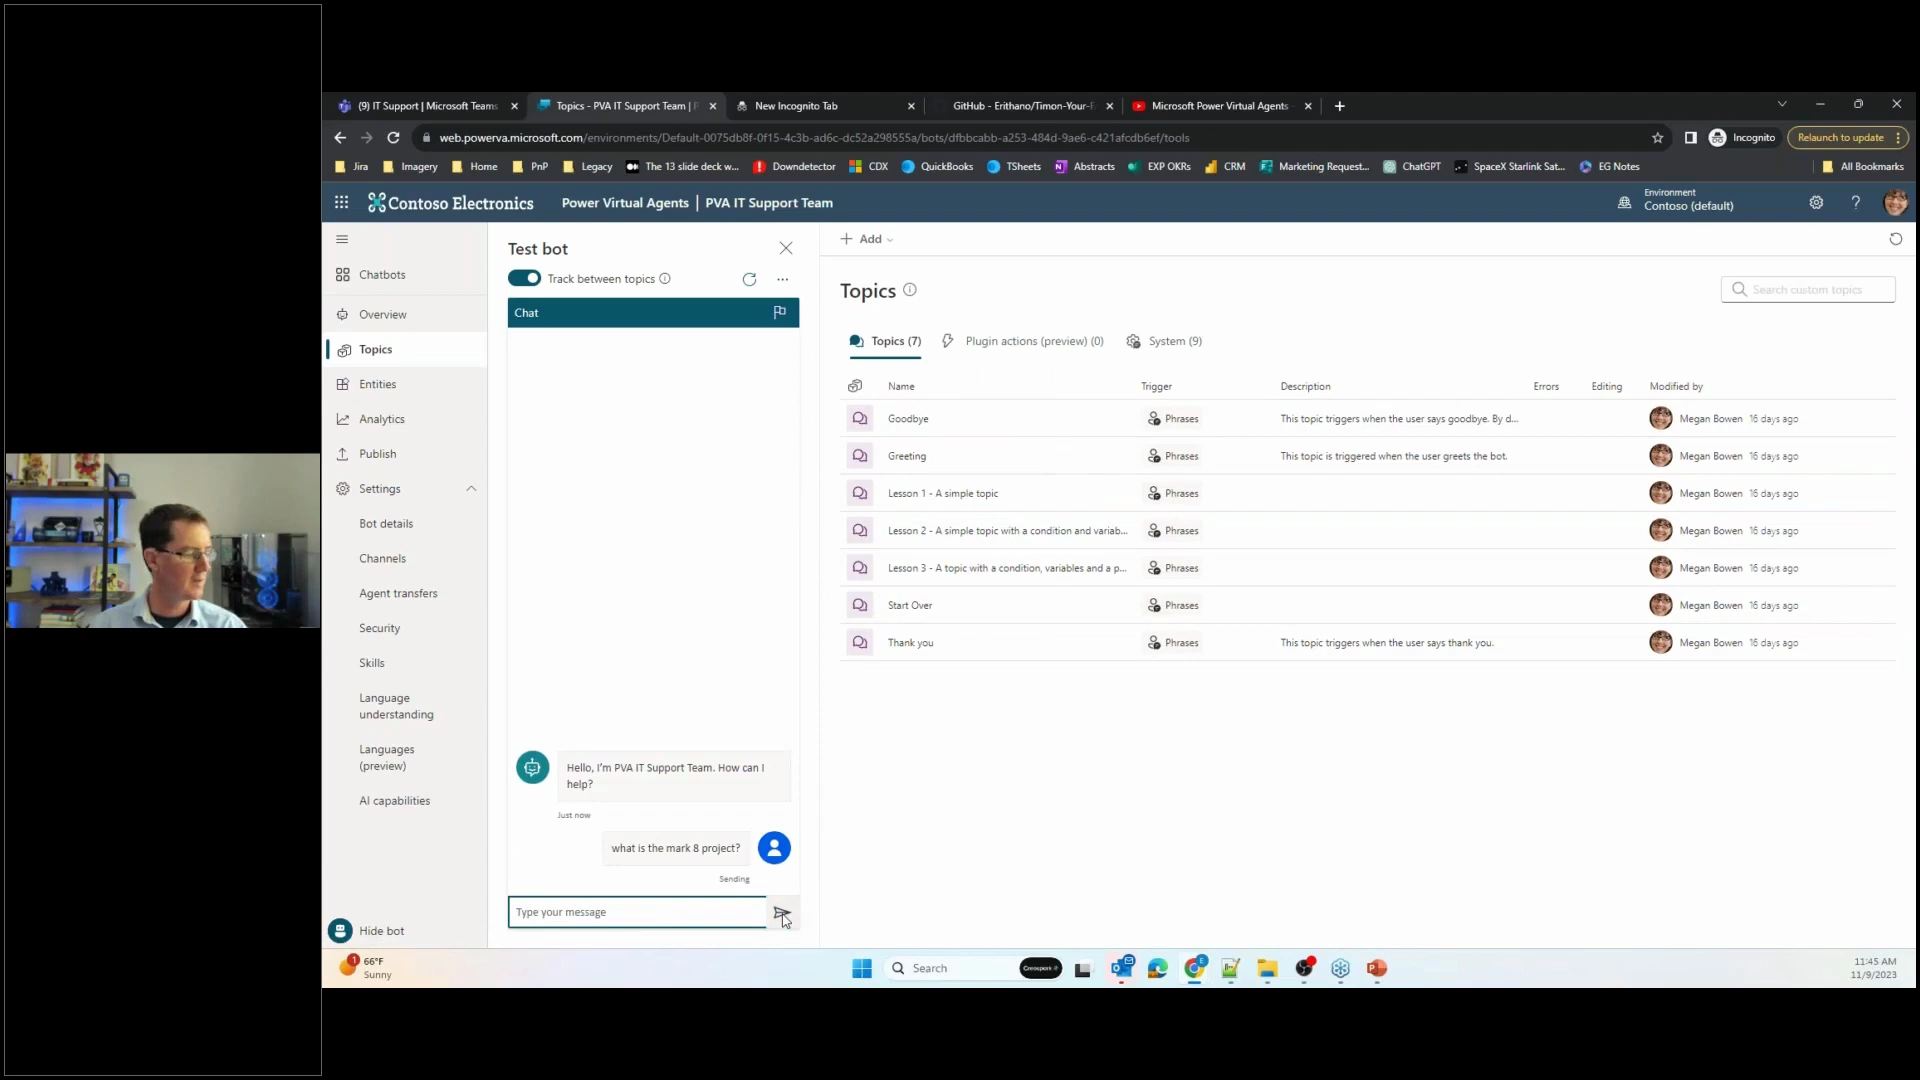 (9) IT Support | Microsoft Teams
Topics - PVA IT Support Team | P
New Incognito Tab
GitHub - Erithano/Timon-Your-
Microsoft Power Virtual Agents
web.powerva.microsoft.com/environments/Default-0075db8f-0f15-4c3b-ad6c-dc52a298555a/bots/dfbbcabb-a253-484d-9ae6-c421afcdb6ef/tools
Incognito
Relaunch to update
Jira
Imagery
Home
PnP
Legacy
The 13 slide deck w...
Downdetector
CDX
QuickBooks
TSheets
Abstracts
EXP OKRs
CRM
Marketing Request...
ChatGPT
SpaceX Starlink Sat...
EG Notes
All Bookmarks
Contoso Electronics
Power Virtual Agents | PVA IT Support Team
Environment
Contoso (default)
?
Chatbots
Overview
Topics
Entities
Analytics
Publish
Settings
Bot details
Channels
Agent transfers
Security
Skills
Language
understanding
Languages
(preview)
AI capabilities
Hide bot
Test bot
Track between topics
Chat
Hello, I'm PVA IT Support Team. How can I
help?
Just now
what is the mark 8 project?
Sending
Type your message
Add
Topics
Search custom topics
Topics (7)
Plugin actions (preview) (0)
System (9)
Name Trigger Description Errors Editing Modified by
Goodbye Phrases This topic triggers when the user says goodbye. By d... Megan Bowen 16 days ago
Greeting Phrases This topic is triggered when the user greets the bot. Megan Bowen 16 days ago
Lesson 1 - A simple topic Phrases Megan Bowen 16 days ago
Lesson 2 - A simple topic with a condition and variab... Phrases Megan Bowen 16 days ago
Lesson 3 - A topic with a condition, variables and a p... Phrases Megan Bowen 16 days ago
Start Over Phrases Megan Bowen 16 days ago
Thank you Phrases This topic triggers when the user says thank you. Megan Bowen 16 days ago
1
66°F
Sunny
Search
11:45 AM
11/9/2023